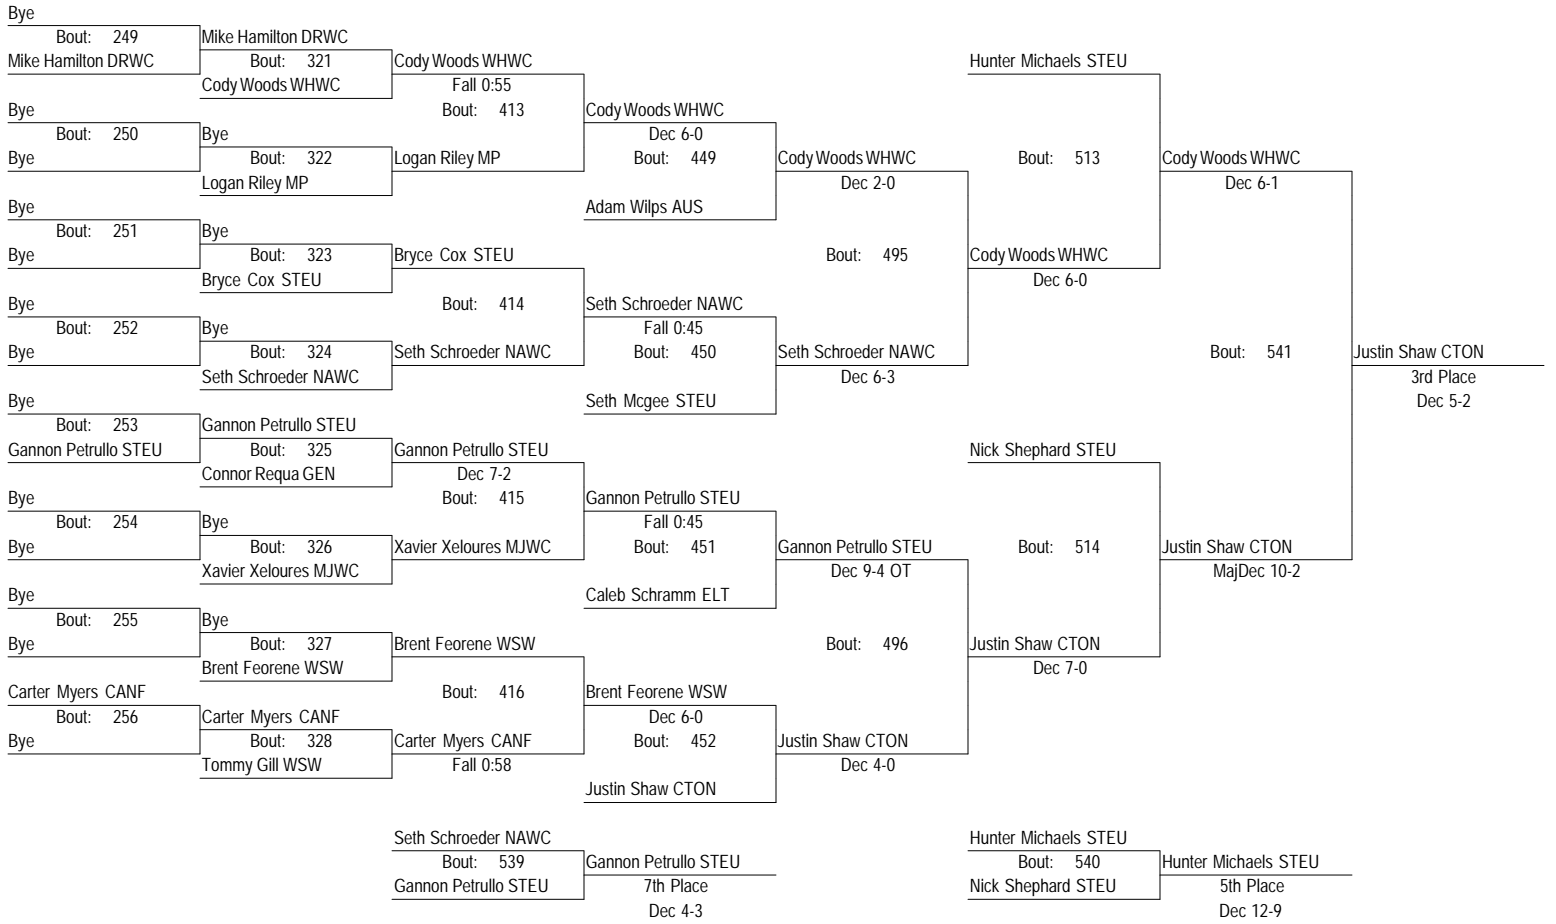 Bye
Bout: 249
Mike Hamilton DRWC
Bye
Bout: 250
Bye
Bye
Bout: 251
Bye
Bye
Bout: 252
Bye
Bye
Bout: 253
Gannon Petrullo STEU
Bye
Bout: 254
Bye
Bye
Bout: 255
Bye
Carter Myers CANF
Bout: 256
Bye
Mike Hamilton DRWC
Bout: 321
Cody Woods WHWC
Bye
Bout: 322
Logan Riley MP
Bye
Bout: 323
Bryce Cox STEU
Bye
Bout: 324
Seth Schroeder NAWC
Gannon Petrullo STEU
Bout: 325
Connor Requa GEN
Bye
Bout: 326
Xavier Xeloures MJWC
Bye
Bout: 327
Brent Feorene WSW
Carter Myers CANF
Bout: 328
Tommy Gill WSW
Cody Woods WHWC
Fall 0:55
Bout: 413
Logan Riley MP
Bryce Cox STEU
Bout: 414
Seth Schroeder NAWC
Gannon Petrullo STEU
Dec 7-2
Bout: 415
Xavier Xeloures MJWC
Brent Feorene WSW
Bout: 416
Carter Myers CANF
Fall 0:58
Cody Woods WHWC
Dec 6-0
Bout: 449
Adam Wilps AUS
Seth Schroeder NAWC
Fall 0:45
Bout: 450
Seth Mcgee STEU
Gannon Petrullo STEU
Fall 0:45
Bout: 451
Caleb Schramm ELT
Brent Feorene WSW
Dec 6-0
Bout: 452
Justin Shaw CTON
Cody Woods WHWC
Dec 2-0
Bout: 495
Seth Schroeder NAWC
Dec 6-3
Gannon Petrullo STEU
Dec 9-4 OT
Bout: 496
Justin Shaw CTON
Dec 4-0
Hunter Michaels STEU
Bout: 513
Cody Woods WHWC
Dec 6-0
Nick Shephard STEU
Bout: 514
Justin Shaw CTON
Dec 7-0
Cody Woods WHWC
Dec 6-1
Bout: 541
Justin Shaw CTON
MajDec 10-2
Justin Shaw CTON
3rd Place
Dec 5-2
Seth Schroeder NAWC
Bout: 539
Gannon Petrullo STEU
Gannon Petrullo STEU
7th Place
Dec 4-3
Hunter Michaels STEU
Bout: 540
Nick Shephard STEU
Hunter Michaels STEU
5th Place
Dec 12-9